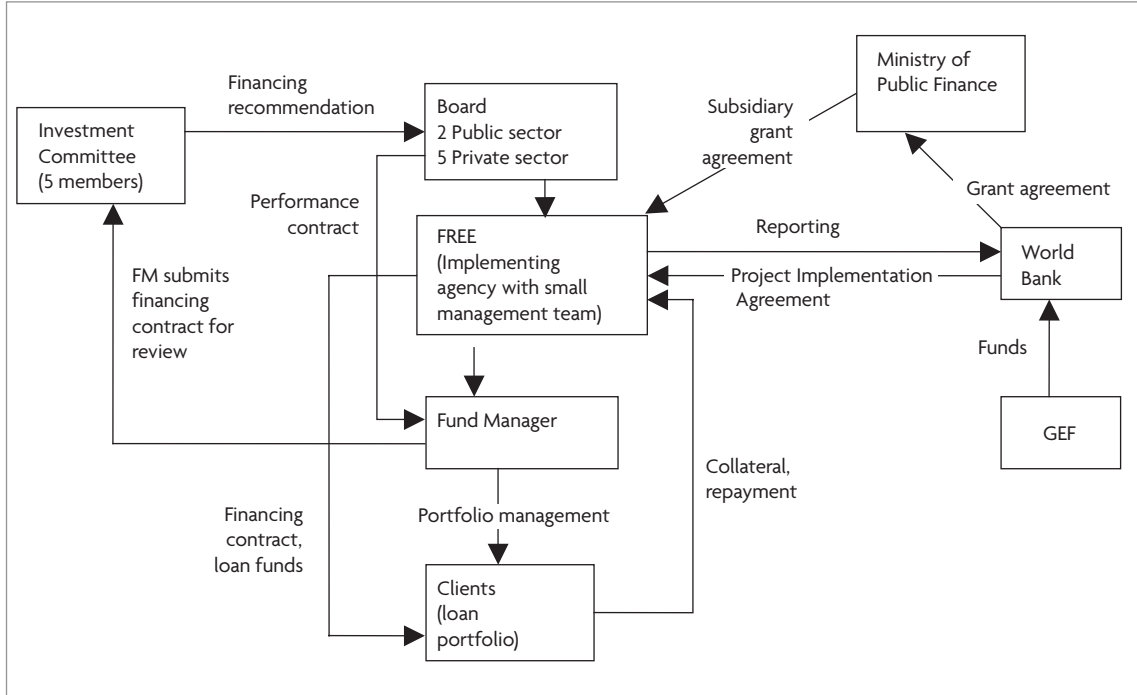 Financing
recommendation
Investment
Committee
(5 members)
Board
2 Public sector
5 Private sector
Ministry of
Public Finance
Subsidiary
grant
agreement
Grant agreement
Performance
contract
FREE
(Implementing
agency with small
management team)
Reporting
Project Implementation
Agreement
World
Bank
FM submits
financing
contract for
review
Funds
GEF
Fund Manager
Collateral,
repayment
Portfolio management
Financing
contract,
loan funds
Clients
(loan
portfolio)